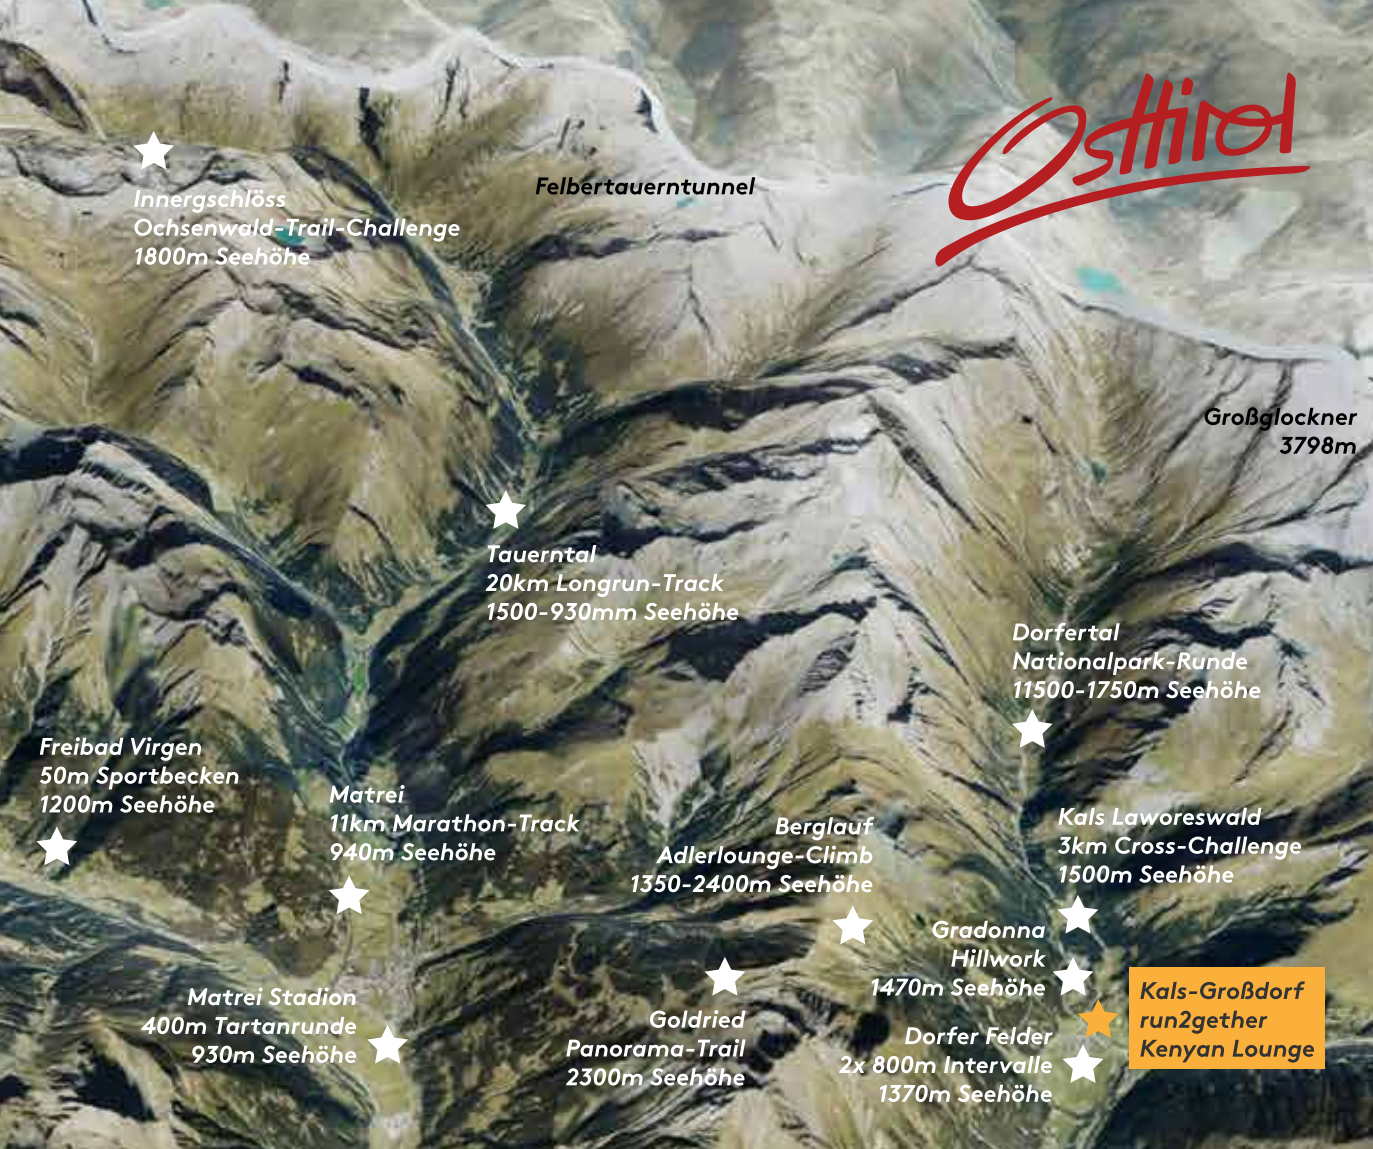 Osttirol
Felbertauerntunnel
Innergschlöss
Ochsenwald-Trail-Challenge
1800m Seehöhe
Großglockner
3798m
Tauerntal
20km Longrun-Track
1500-930mm Seehöhe
Dorfertal
Nationalpark-Runde
11500-1750m Seehöhe
Freibad Virgen
50m Sportbecken
1200m Seehöhe
Matrei
11km Marathon-Track
940m Seehöhe
Berglauf
Adlerlounge-Climb
1350-2400m Seehöhe
Kals Laworeswald
3km Cross-Challenge
1500m Seehöhe
Gradonna
Hillwork
1470m Seehöhe
Matrei Stadion
400m Tartanrunde
930m Seehöhe
Goldried
Panorama-Trail
2300m Seehöhe
Kals-Großdorf
run2gether
Kenyan Lounge
Dorfer Felder
2x 800m Intervalle
1370m Seehöhe